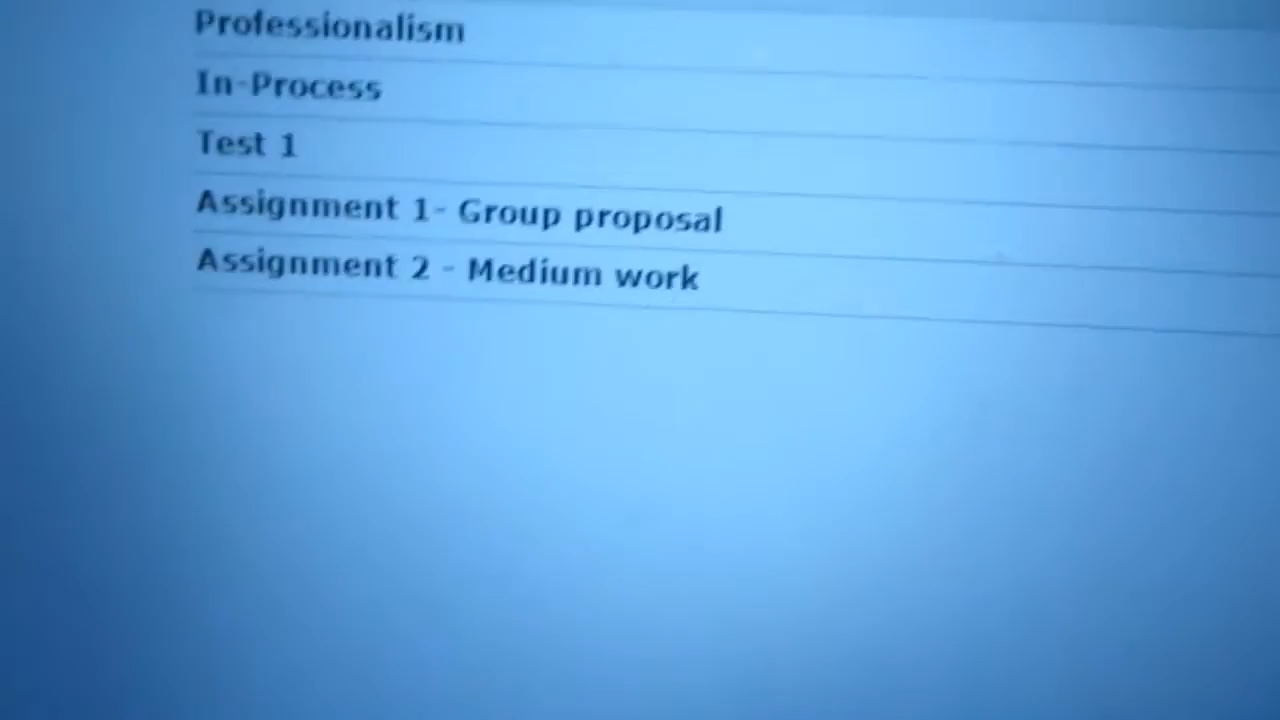 Professionalism
In-Process
Test 1
Assignment 1- Group proposal
Assignment 2 - Medium work